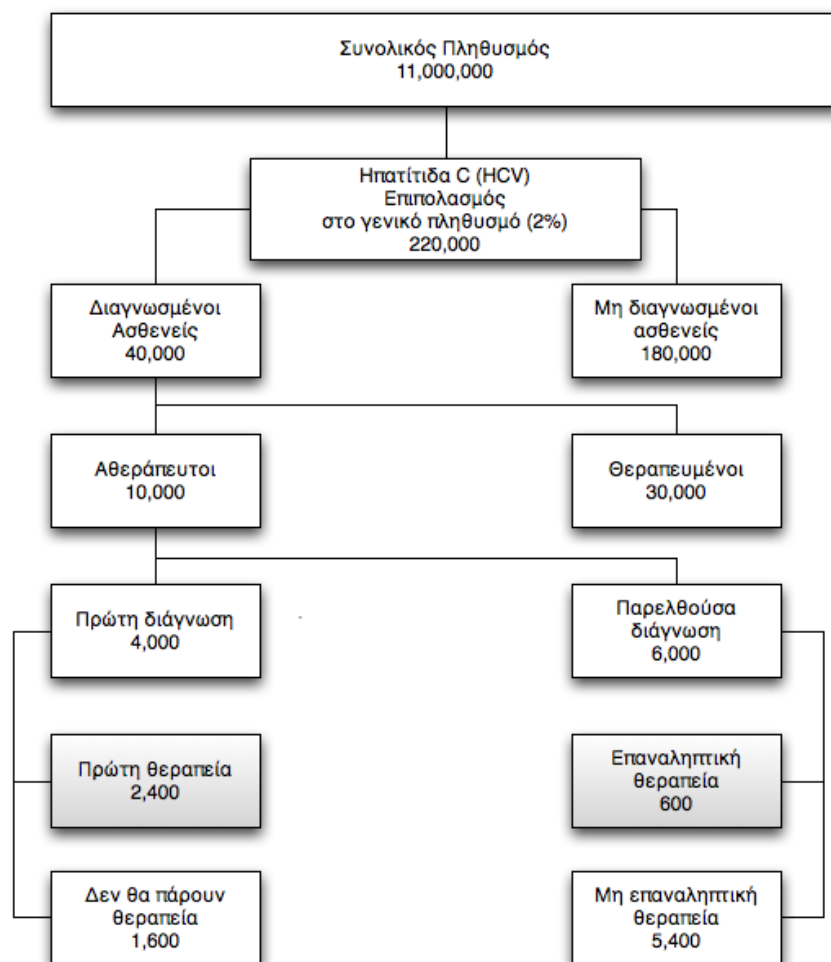 Συνολικός Πληθυσμός
11,000,000
Ηπατίτιδα C (HCV)
Επιπολασμός
στο γενικό πληθυσμό (2%)
220,000
Διαγνωσμένοι
Ασθενείς
40,000
Μη διαγνωσμένοι
ασθενείς
180,000
Αθεράπευτοι
10,000
Θεραπευμένοι
30,000
Πρώτη διάγνωση
4,000
Παρελθούσα
διάγνωση
6,000
Πρώτη θεραπεία
2,400
Επαναληπτική
θεραπεία
600
Δεν θα πάρουν
θεραπεία
1,600
Μη επαναληπτική
θεραπεία
5,400